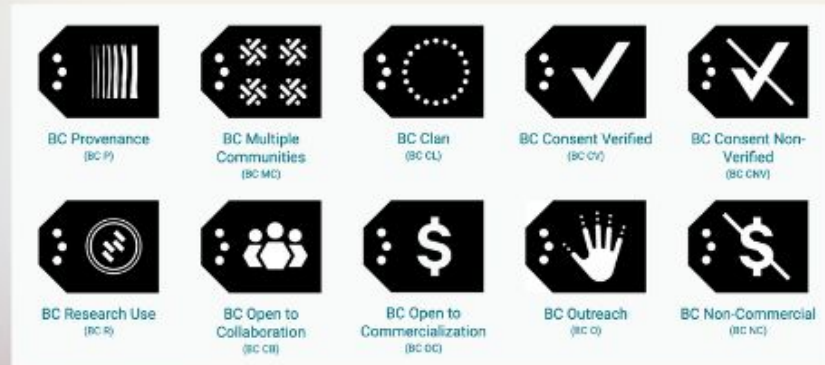 BC Provenance
(BC P)
BC Multiple
Communities
(BC MC)
BC Clan
(BC CL)
BC Consent Verified
(BC CV)
BC Consent Non-
Verified
(BC CNV)
BC Research Use
(BC R)
BC Open to
Collaboration
(BC CB)
BC Open to
Commercialization
(BC OC)
BC Outreach
(BC O)
BC Non-Commercial
(BC NC)